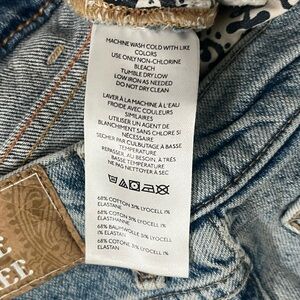 MACHINE WASH COLD WITH LIKE
COLORS
USE ONLY NON-CHLORINE
BLEACH
TUMBLE DRY LOW
LOW IRON AS NEEDED
DO NOT DRY CLEAN
LAVER À LA MACHINE À L'EAU
FROIDE AVEC COULEURS
SIMILAIRES
UTILISER UN AGENT DE
BLANCHIMENT SANS CHLORE SI
NÉCESSAIRE
SÉCHER PAR CULBUTAGE À BASSE
TEMPÉRATURE
REPASSER AU BESOIN, À TRÈS
BASSE TEMPÉRATURE
NE PAS NETTOYER À SEC
68% COTTON 31% LYOCELL 1%
ELASTANE
68% COTON 31% LYOCELL 1%
ÉLASTHANNE
68% BAUMWOLLE 31% LYOCELL 1%
ELASTAN
68% COTONE 31% LYOCELL 1%
ELASTAN